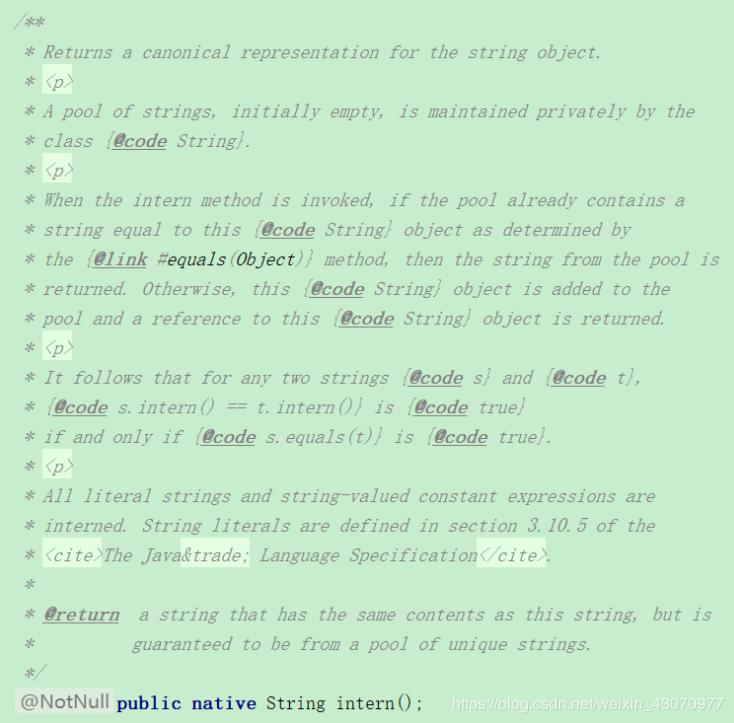 /**
* Returns a canonical representation for the string object.
* <p>
* A pool of strings, initially empty, is maintained privately by the
* class {@code String}.
* <p>
* When the intern method is invoked, if the pool already contains a
* string equal to this {@code String} object as determined by
* the {@link #equals(Object)} method, then the string from the pool is
* returned. Otherwise, this {@code String} object is added to the
* pool and a reference to this {@code String} object is returned.
* <p>
* It follows that for any two strings {@code s} and {@code t},
* {@code s.intern() == t.intern()} is {@code true}
* if and only if {@code s.equals(t)} is {@code true}.
* <p>
* All literal strings and string-valued constant expressions are
* interned. String literals are defined in section 3.10.5 of the
* <cite>The Java&trade; Language Specification</cite>.
*
* @return  a string that has the same contents as this string, but is
*          guaranteed to be from a pool of unique strings.
*/
@NotNull public native String intern(); https://blog.csdn.net/weixin_43070977